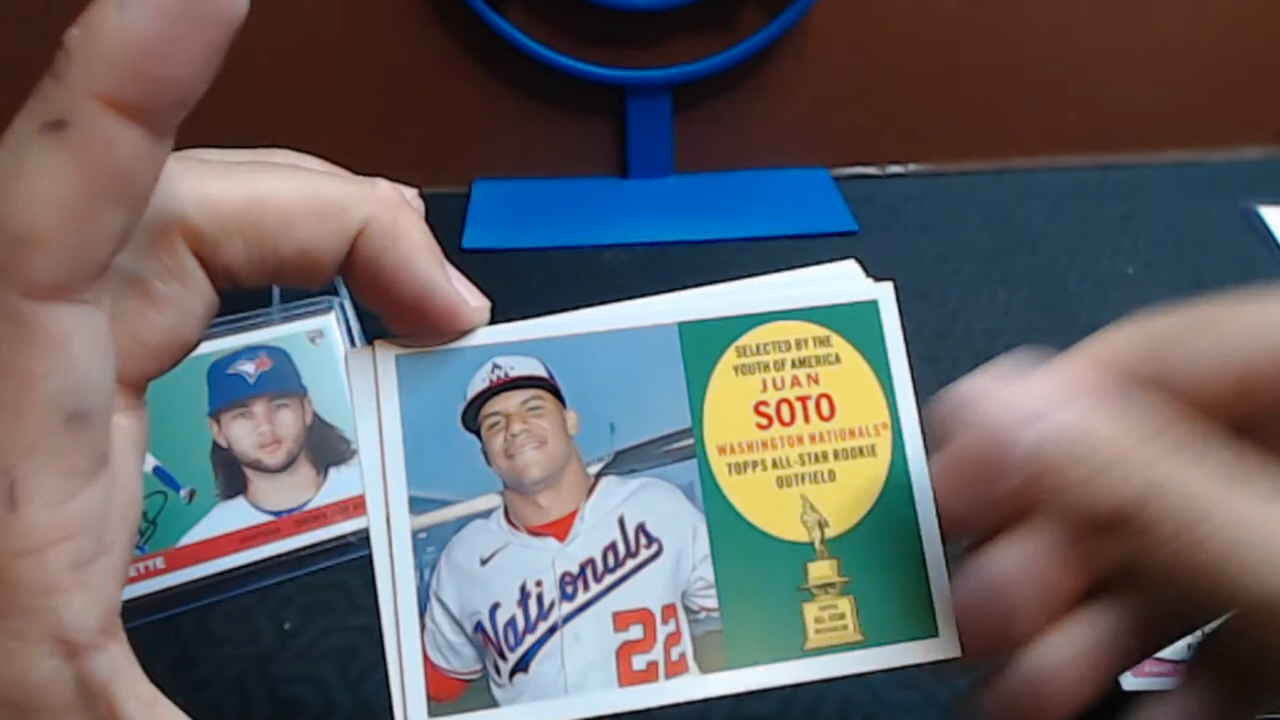 SELECTED BY THE
YOUTH OF AMERICA
JUAN
SOTO
WASHINGTON NATIONALS®
TOPPS ALL-STAR ROOKIE
OUTFIELD
Nationals
22
ETTE